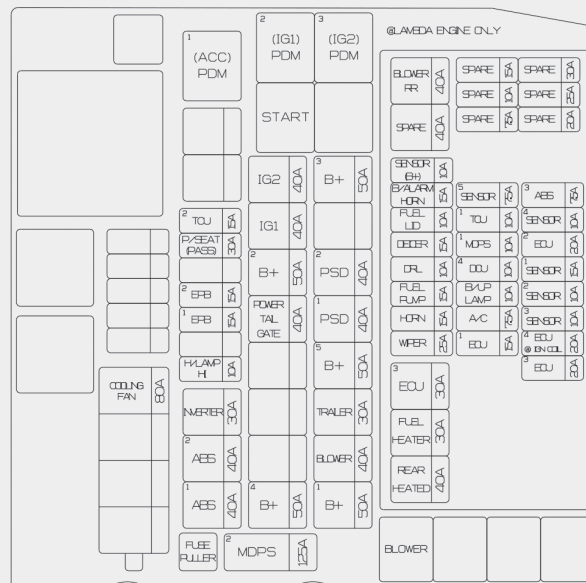 @LAMBDA ENGINE ONLY
1
(ACC)
PDM
2
(IG1)
PDM
3
(IG2)
PDM
START
BLOWER
RR
40A
SPARE
40A
SPARE 15A
SPARE 30A
SPARE 10A
SPARE 25A
SPARE 7.5A
SPARE 20A
IG2 40A
3
B+ 50A
IG1 40A
2
B+ 50A
2
PSD 40A
POWER
TAIL
GATE
40A
1
PSD 40A
5
B+ 50A
2
TCU 15A
P/SEAT
(PASS)
30A
2
EPB 15A
1
EPB 15A
H/LAMP
HI
10A
COOLING
FAN
80A
INVERTER 30A
TRAILER 30A
2
ABS 40A
BLOWER 40A
1
ABS 40A
4
B+ 50A
1
B+ 50A
FUSE
PULLER
2
MDPS 125A
SENSOR
(B+)
10A
B/ALARM
HORN
15A
5
SENSOR 7.5A
3
ABS 7.5A
FUEL
LID
10A
1
TCU 10A
4
SENSOR 10A
DEICER 15A
1
MDPS 10A
2
ECU 20A
DRL 10A
4
DCU 10A
1
SENSOR 15A
FUEL
PUMP
15A
B/UP
LAMP
10A
2
SENSOR 10A
HORN 15A
A/C 7.5A
3
SENSOR 10A
WIPER 25A
1
ECU 15A
4
ECU
@ IGN COIL
20A
3
ECU 20A
3
ECU 30A
FUEL
HEATER
30A
REAR
HEATED
40A
BLOWER